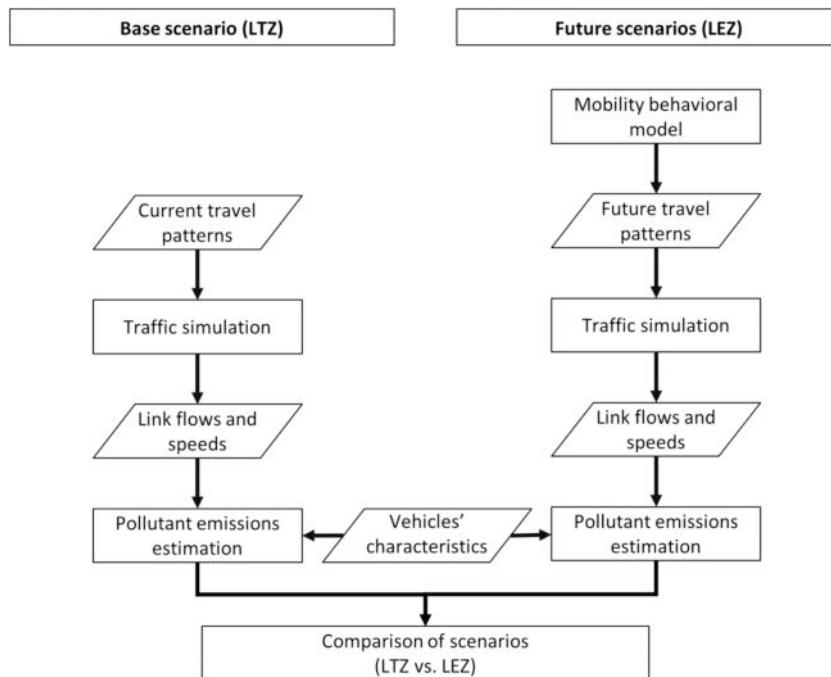 Base scenario (LTZ)
Future scenarios (LEZ)
Mobility behavioral
model
Current travel
patterns
Future travel
patterns
Traffic simulation
Traffic simulation
Link flows and
speeds
Link flows and
speeds
Pollutant emissions
estimation
Vehicles’
characteristics
Pollutant emissions
estimation
Comparison of scenarios
(LTZ vs. LEZ)